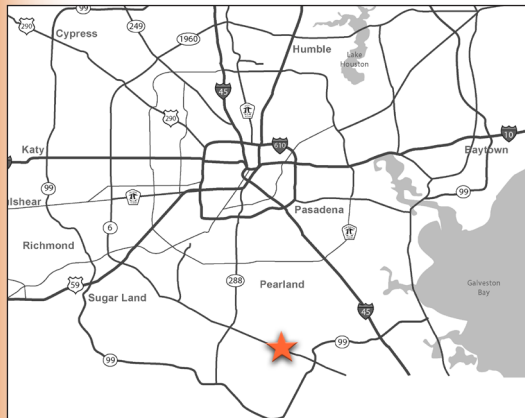 99
290
Cypress
249
1960
Humble
Lake
Houston
45
290
610
10
Katy
Baytown
99
99
ulshear
Pasadena
6
Richmond
288
59
Pearland
Galveston
Bay
Sugar Land
45
99
99